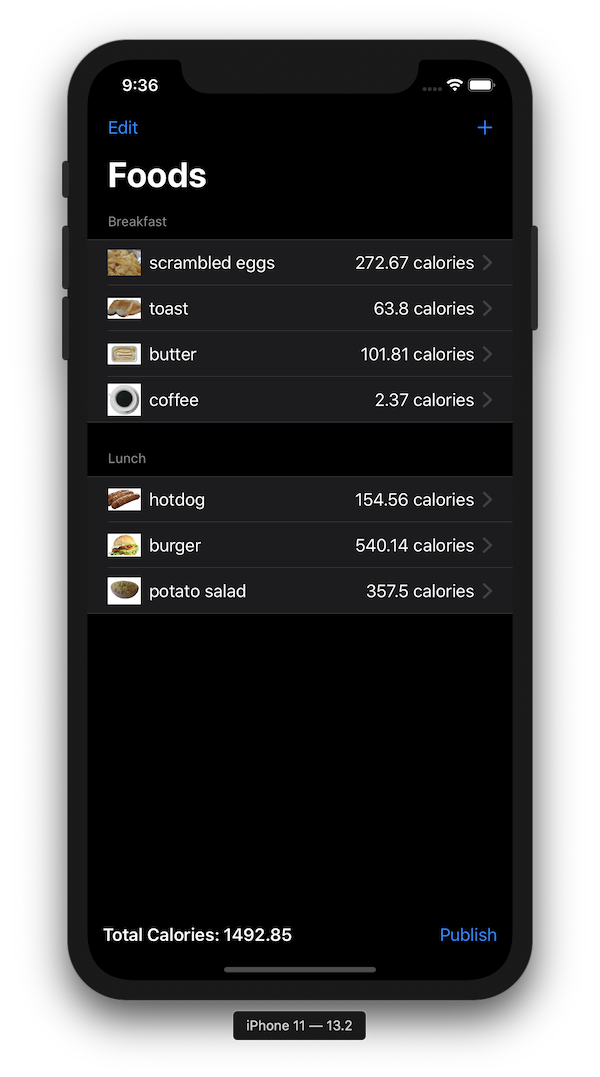 9:36
Edit +
Foods
Breakfast
scrambled eggs 272.67 calories
toast 63.8 calories
butter 101.81 calories
coffee 2.37 calories
Lunch
hotdog 154.56 calories
burger 540.14 calories
potato salad 357.5 calories
Total Calories: 1492.85 Publish
iPhone 11 — 13.2